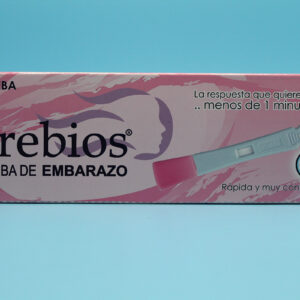 BA
La respuesta que quiere
.. menos de 1 minu
rebios®
BA DE EMBARAZO
Rápida y muy con